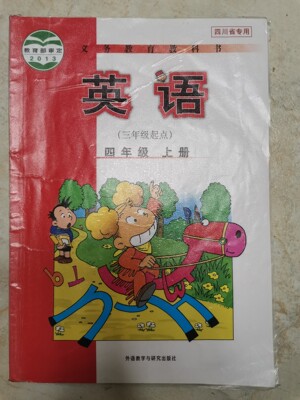 四川省专用
教育部审定
2013
义务教育教科书
英语
(三年级起点)
四年级 上册
外语教学与研究出版社